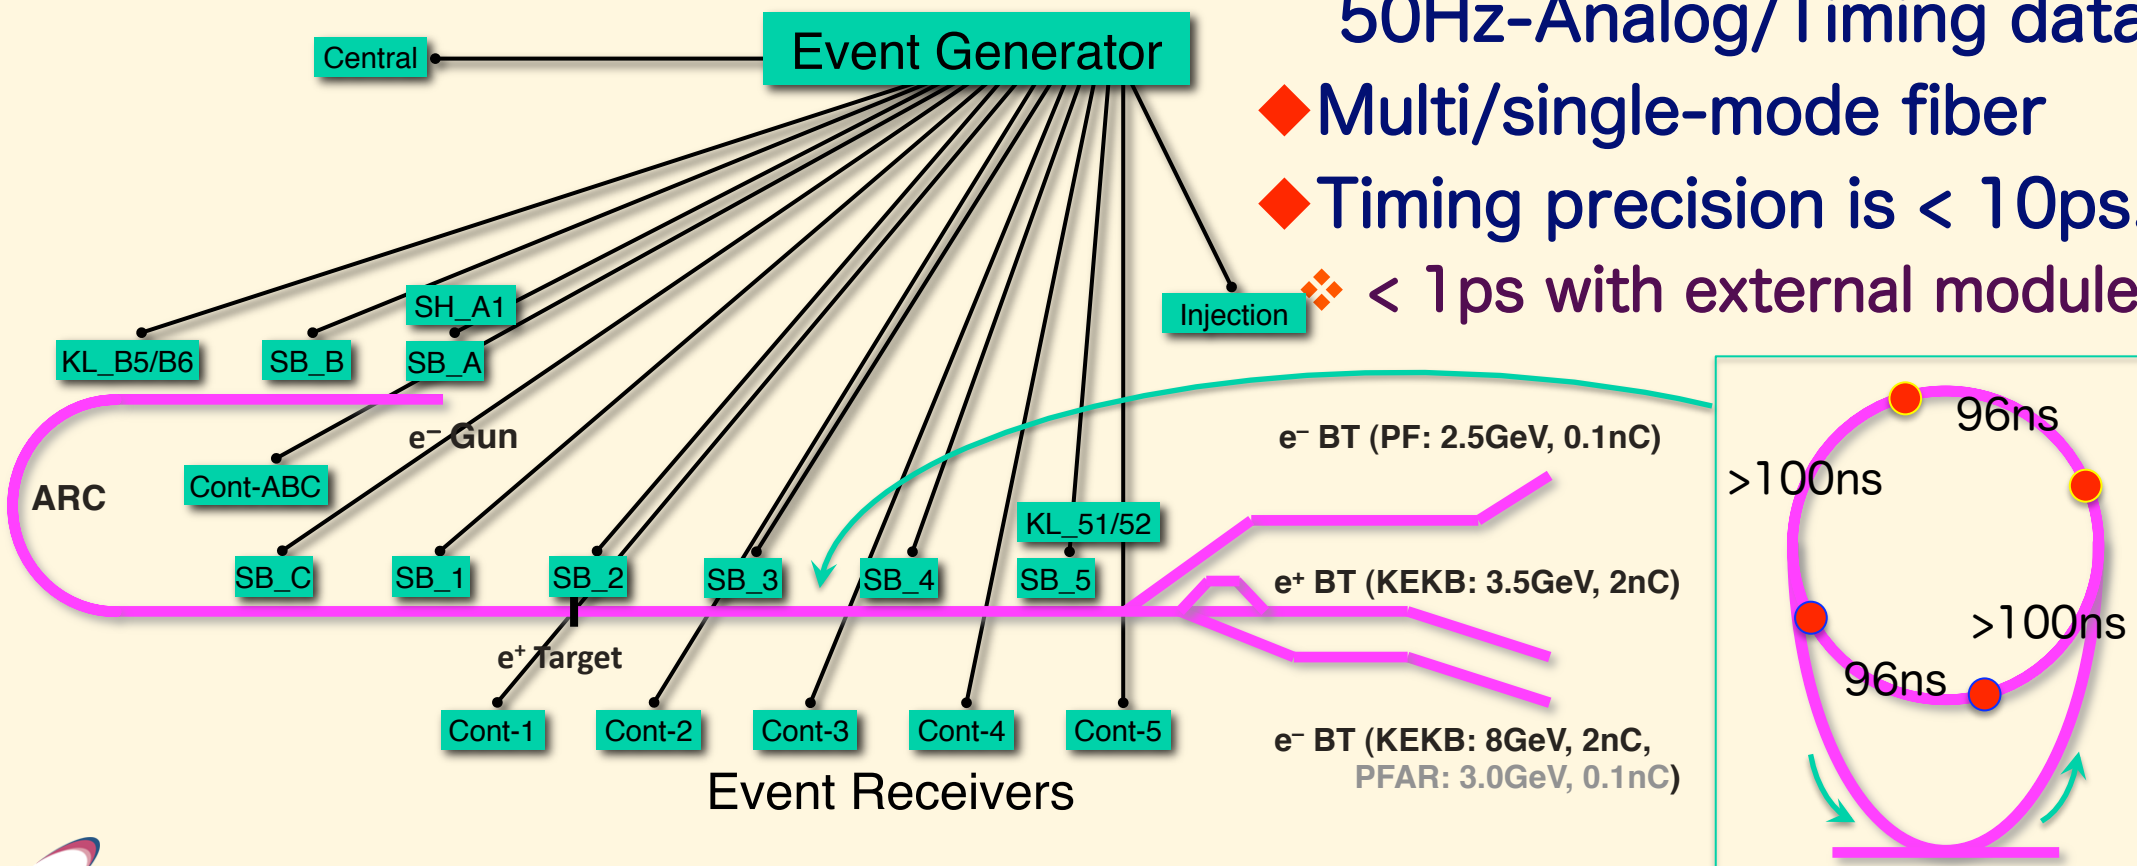 50Hz-Analog/Timing data
Event Generator
Central
Multi/single-mode fiber
Timing precision is < 10ps.
< 1ps with external module
SH_A1
Injection
KL_B5/B6
SB_B
SB_A
e– Gun
Cont-ABC
ARC
e– BT (PF: 2.5GeV, 0.1nC)
96ns
>100ns
KL_51/52
SB_C
SB_1
SB_2
SB_3
SB_4
SB_5
e+ BT (KEKB: 3.5GeV, 2nC)
>100ns
e+ Target
96ns
Cont-1
Cont-2
Cont-3
Cont-4
Cont-5
e– BT (KEKB: 8GeV, 2nC,
PFAR: 3.0GeV, 0.1nC)
Event Receivers